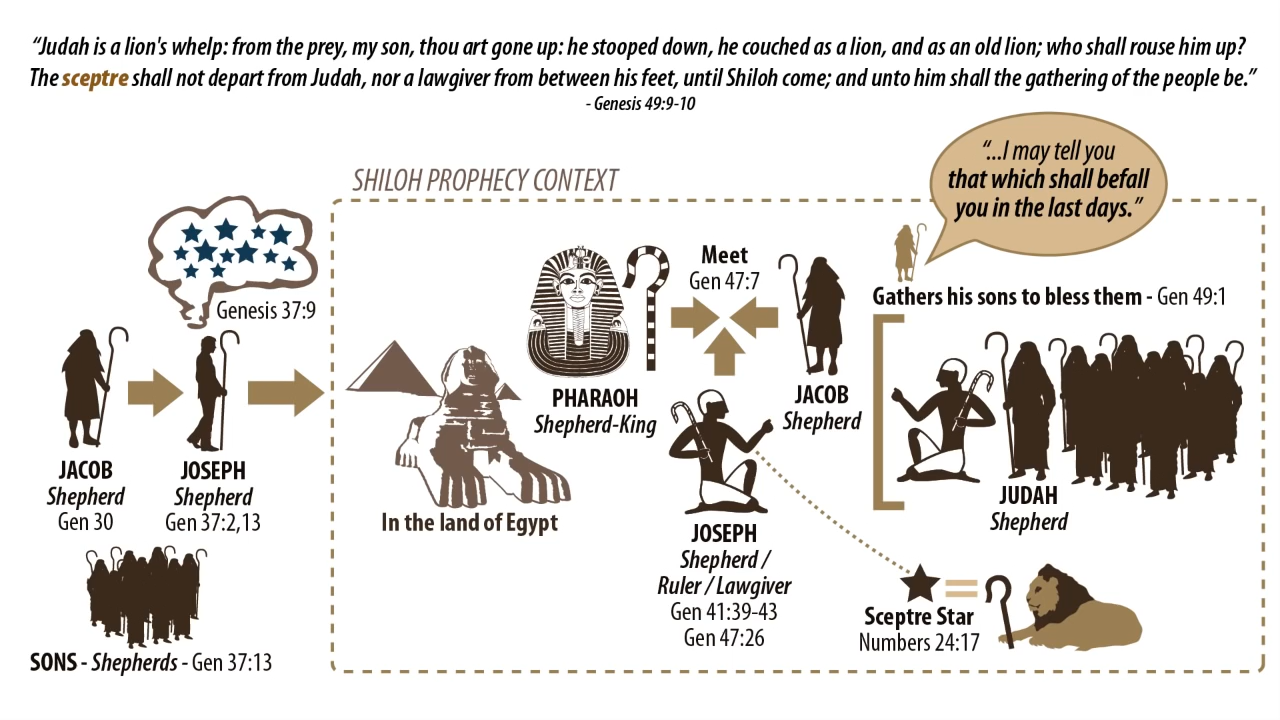 “Judah is a lion's whelp: from the prey, my son, thou art gone up: he stooped down, he couched as a lion, and as an old lion; who shall rouse him up?
The sceptre shall not depart from Judah, nor a lawgiver from between his feet, until Shiloh come; and unto him shall the gathering of the people be.”
- Genesis 49:9-10
SHILOH PROPHECY CONTEXT
“...I may tell you
that which shall befall
you in the last days.”
Genesis 37:9
JACOB
Shepherd
Gen 30
JOSEPH
Shepherd
Gen 37:2,13
SONS - Shepherds - Gen 37:13
In the land of Egypt
PHARAOH
Shepherd-King
Meet
Gen 47:7
JACOB
Shepherd
JOSEPH
Shepherd /
Ruler / Lawgiver
Gen 41:39-43
Gen 47:26
Gathers his sons to bless them - Gen 49:1
JUDAH
Shepherd
Sceptre Star
Numbers 24:17